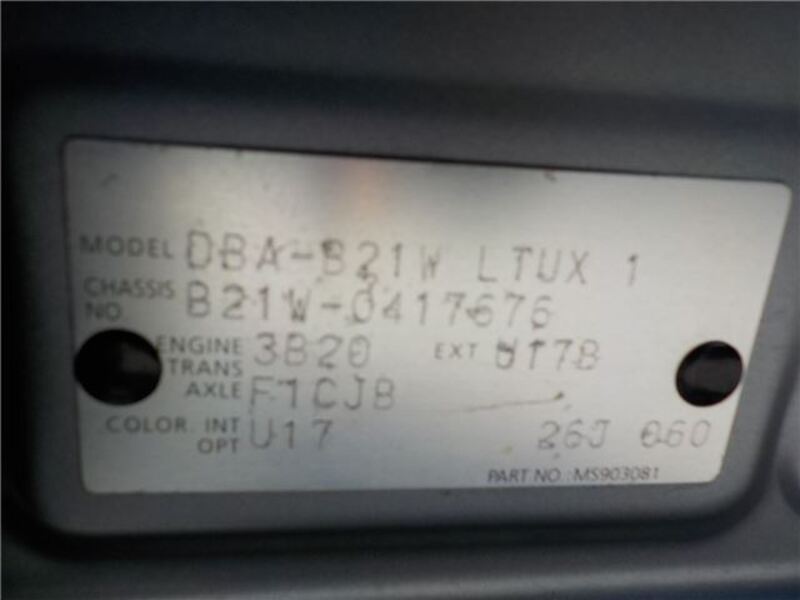 MODEL DBA-B21W LTUX 1
CHASSIS NO B21W-0417676
ENGINE 3B20 EXT U17B
TRANS AXLE F1CJB
COLOR. INT OPT U17 26J 060
PART NO.:MS903081